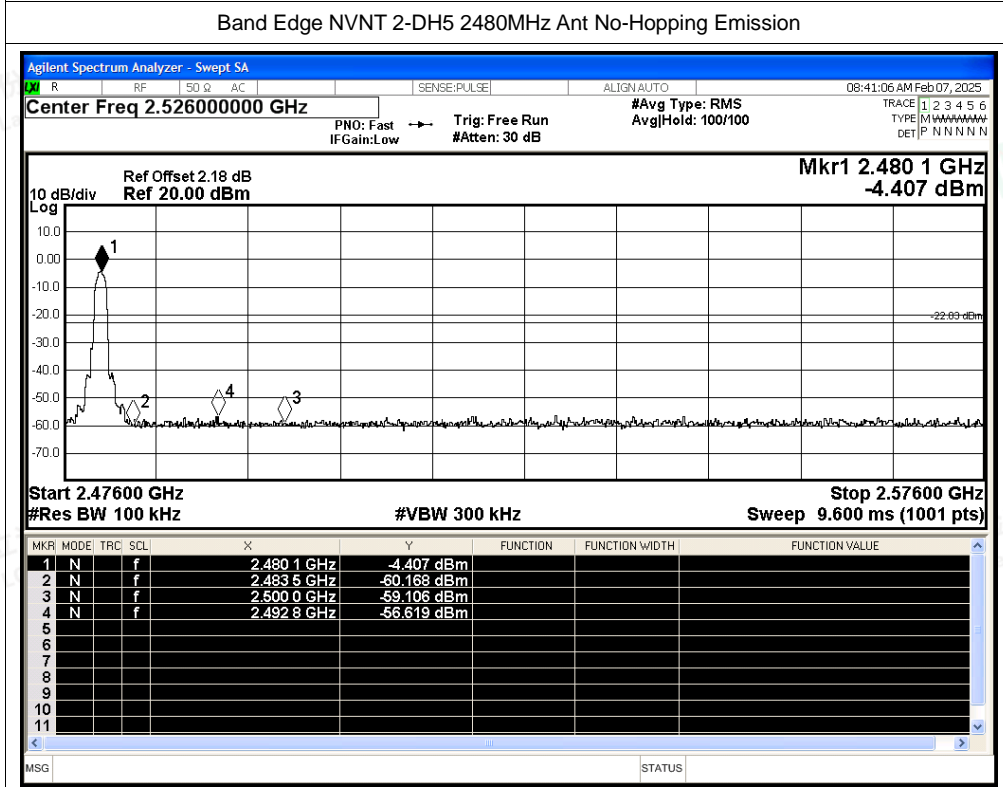 Band Edge NVNT 2-DH5 2480MHz Ant No-Hopping Emission
Agilent Spectrum Analyzer - Swept SA
LXI R RF 50 Ω AC SENSE:PULSE ALIGN AUTO 08:41:06 AM Feb 07, 2025
Center Freq 2.526000000 GHz #Avg Type: RMS TRACE 1 2 3 4 5 6
PNO: Fast Trig: Free Run Avg|Hold: 100/100 TYPE M WWWWW
IFGain:Low #Atten: 30 dB DET P N N N N N
Mkr1 2.480 1 GHz
Ref Offset 2.18 dB
10 dB/div Ref 20.00 dBm -4.407 dBm
Log
10.0
1
0.00
-10.0
-20.0
-22.03 dBm
-30.0
-40.0
4
3
-50.0
2
-60.0
-70.0
Start 2.47600 GHz Stop 2.57600 GHz
#Res BW 100 kHz #VBW 300 kHz Sweep 9.600 ms (1001 pts)
MKR MODE TRC SCL X Y FUNCTION FUNCTION WIDTH FUNCTION VALUE
1 N f 2.480 1 GHz -4.407 dBm
2 N f 2.483 5 GHz -60.168 dBm
3 N f 2.500 0 GHz -59.106 dBm
4 N f 2.492 8 GHz -56.619 dBm
5
6
7
8
9
10
11
MSG STATUS